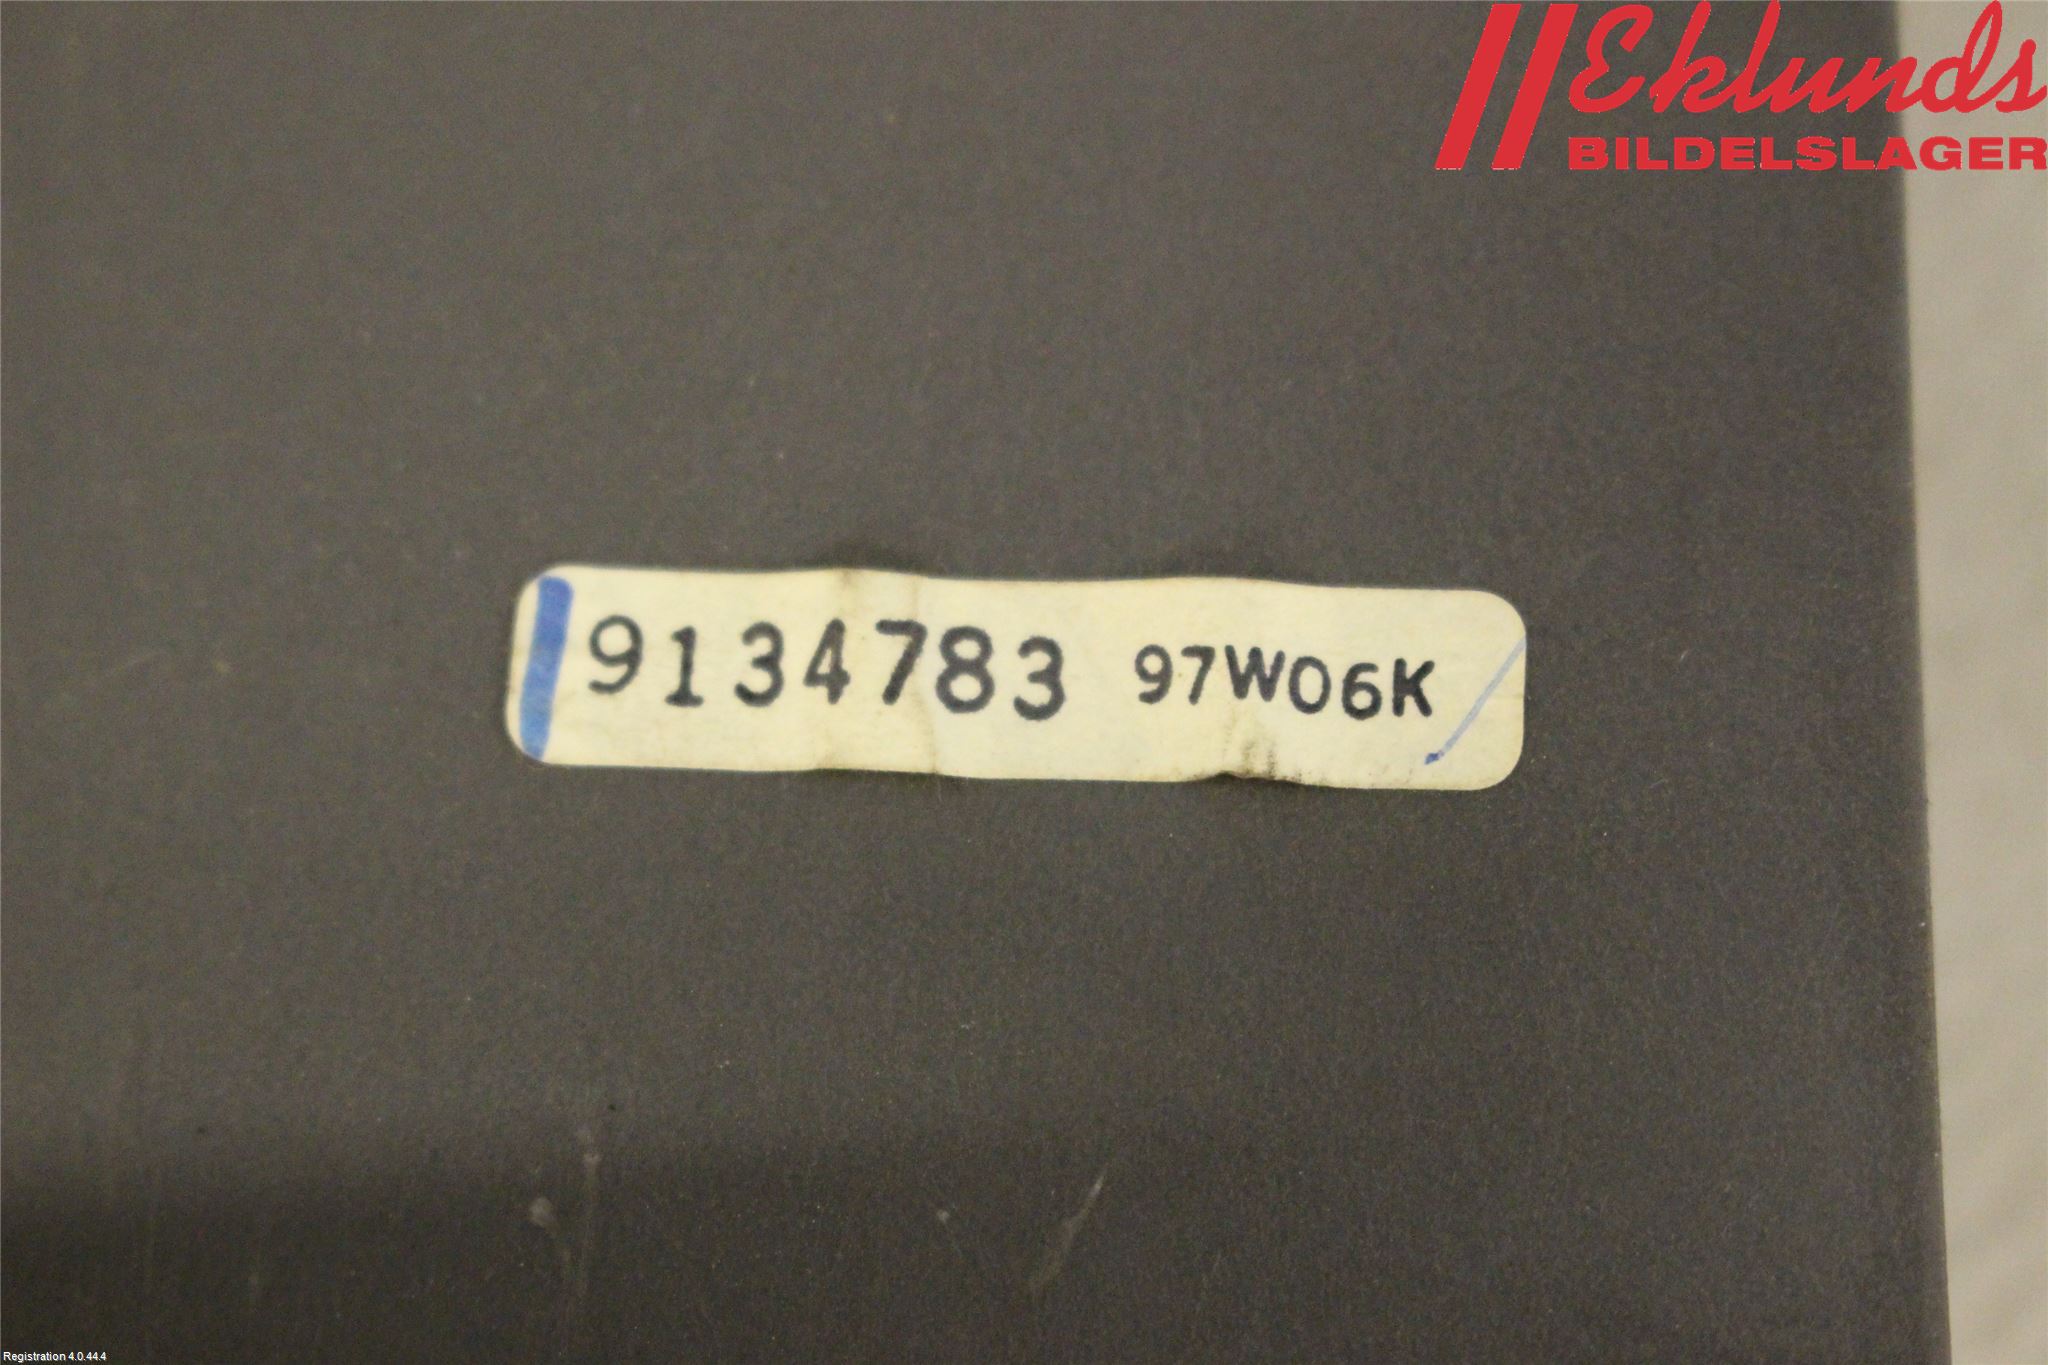 Eklunds
BILDELSLAGER
9134783 97W06K
Registration 4.0.44.4